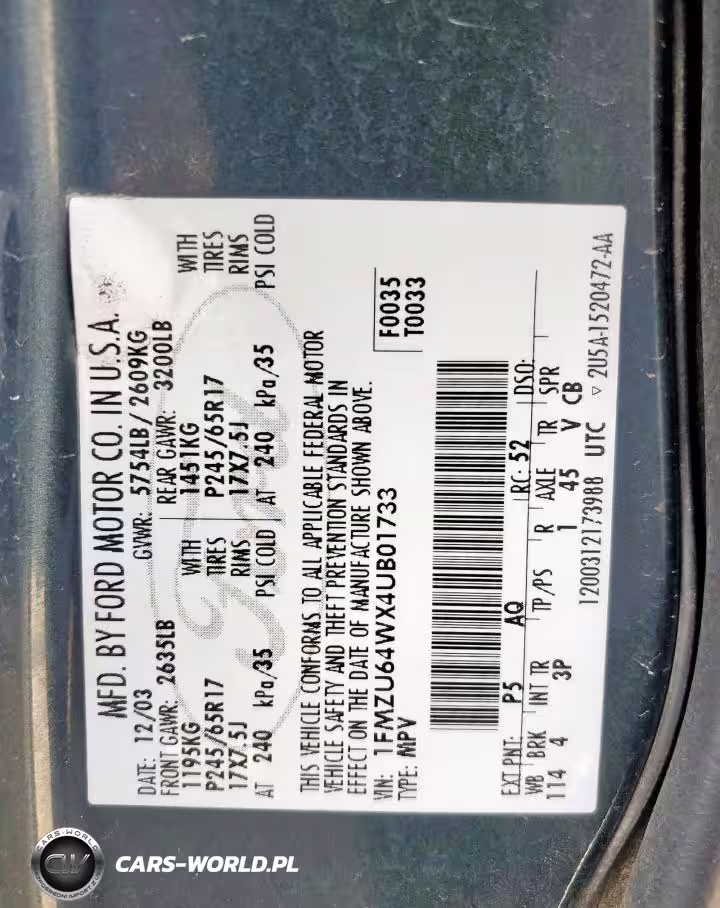 MFD. BY FORD MOTOR CO. IN U.S.A.
DATE: 12/03 GVWR: 5754LB/ 2609KG
FRONT GAWR: 2635LB REAR GAWR: 3200LB
1195KG WITH 1451KG WITH
P245/65R17 TIRES P245/65R17 TIRES
17X7.5J RIMS 17X7.5J RIMS
AT 240 kPa/35 PSI COLD AT 240 kPa/35 PSI COLD
THIS VEHICLE CONFORMS TO ALL APPLICABLE FEDERAL MOTOR
VEHICLE SAFETY AND THEFT PREVENTION STANDARDS IN
EFFECT ON THE DATE OF MANUFACTURE SHOWN ABOVE.
VIN: 1FMZU64WX4UB01733
TYPE: MPV
F0035
T0033
EXT PNT: P5 AQ RC: 52 DSO:
WB BRK INT TR TP/PS R AXLE TR SPR
114 4 3P 1 45 V CB
1200312173988 UTC ▽ 2U5A-1520472-AA
Ford
CARS-WORLD
CW
CARS-WORLD.PL